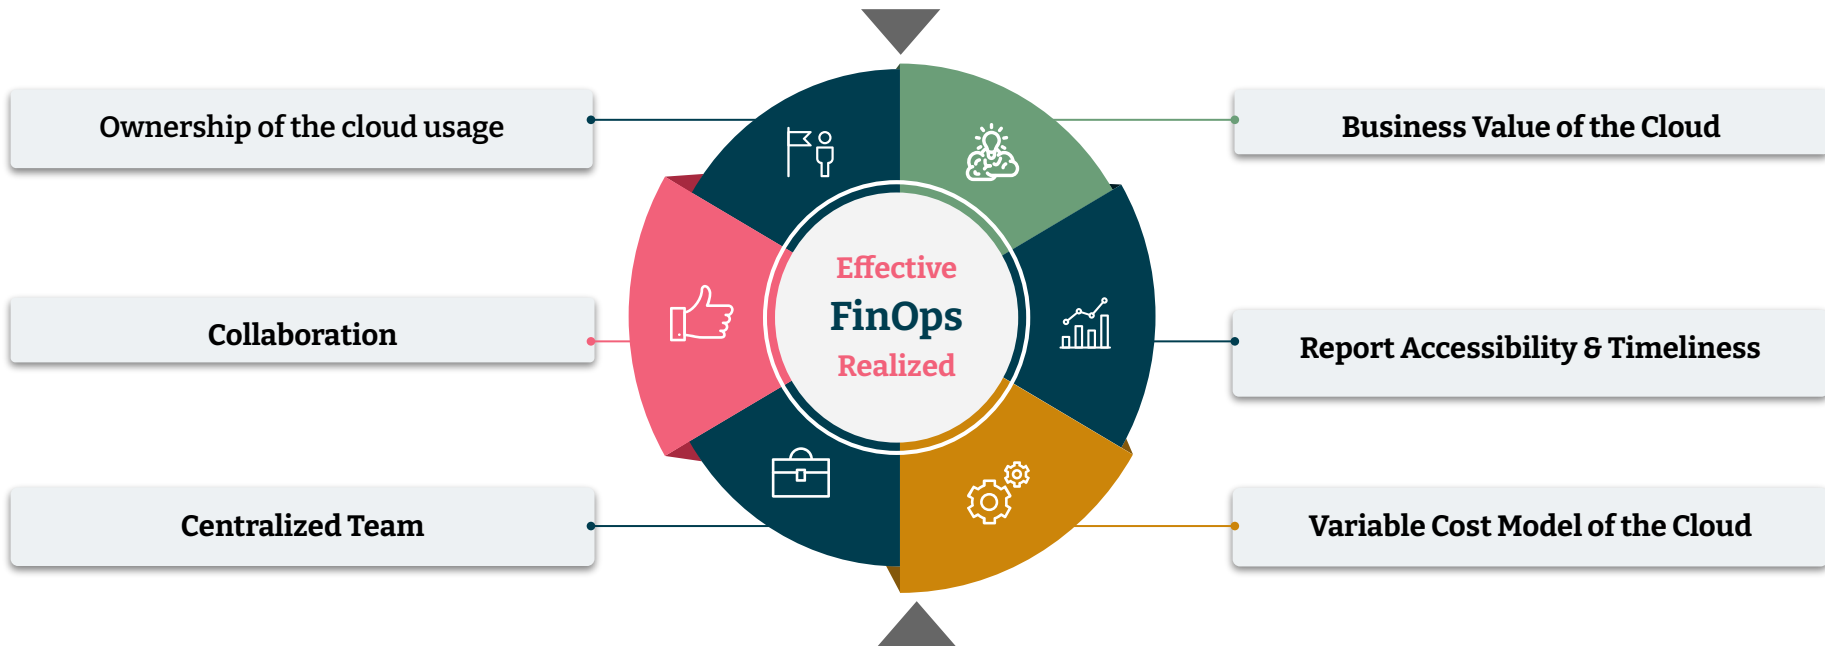 Ownership of the cloud usage
Collaboration
Centralized Team
Effective
FinOps
Realized
Business Value of the Cloud
Report Accessibility & Timeliness
Variable Cost Model of the Cloud